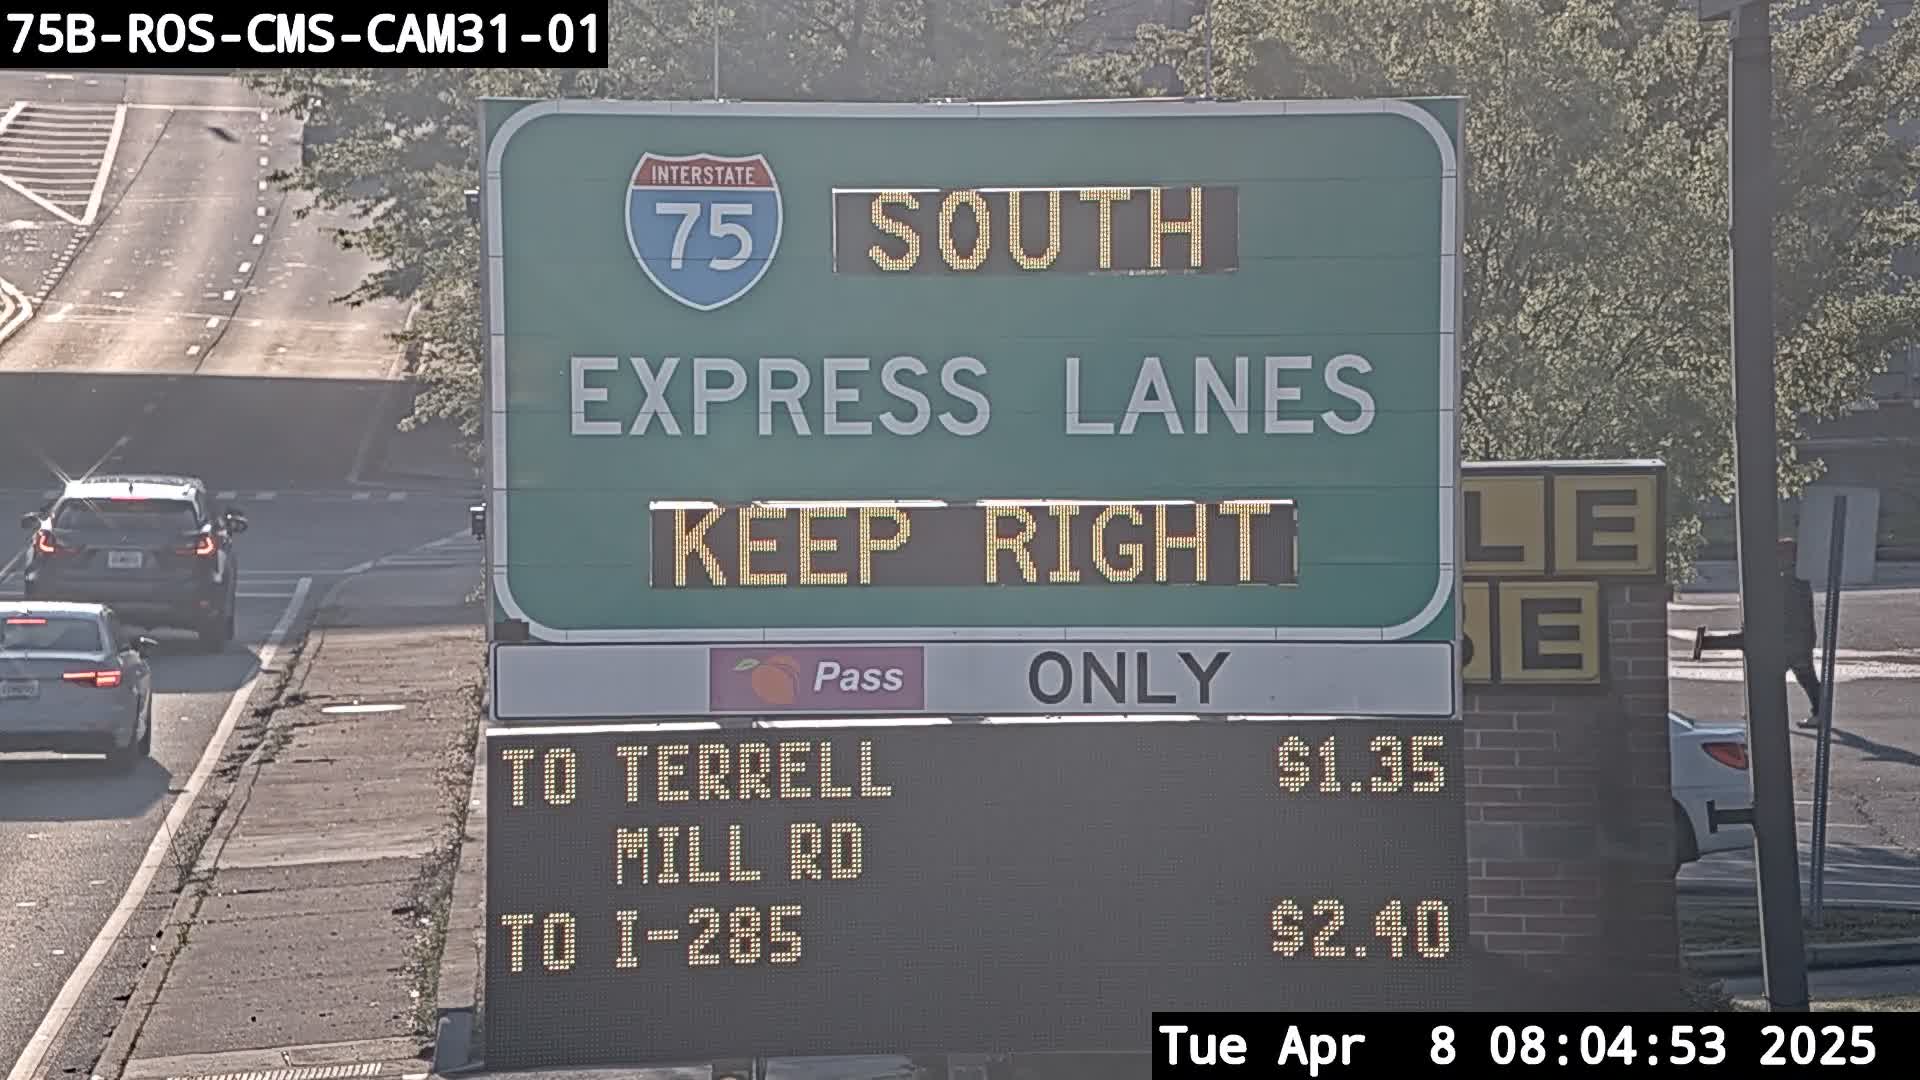 75B-ROS-CMS-CAM31-01
INTERSTATE
75
SOUTH
EXPRESS LANES
KEEP RIGHT
LE
E
Pass ONLY
TO TERRELL $1.35
MILL RD
TO I-285 $2.40
Tue Apr 8 08:04:53 2025